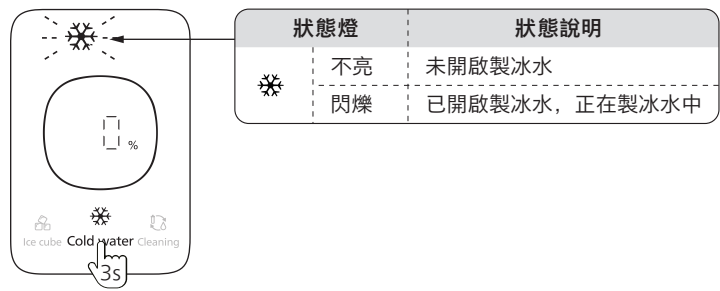 狀態燈 狀態說明
不亮 未開啟製冰水
閃爍 已開啟製冰水，正在製冰水中
0 %
Ice cube Cold water Cleaning
3s